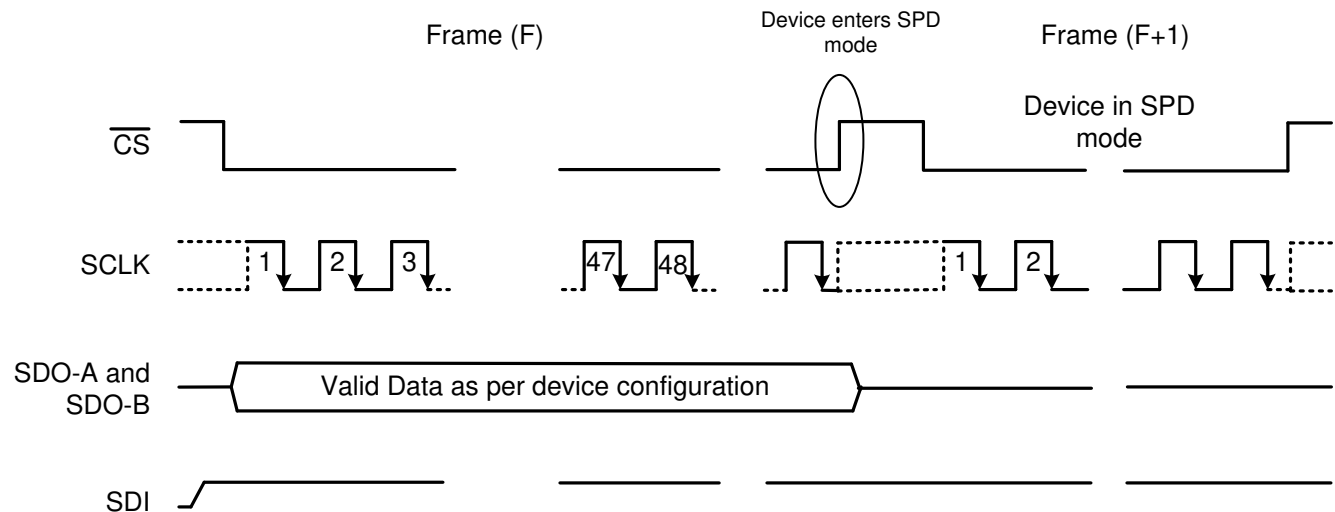 Frame (F)
Device enters SPD
mode
Frame (F+1)
Device in SPD
mode
CS
SCLK
1 2 3 47 48 1 2
SDO-A and
SDO-B
Valid Data as per device configuration
SDI